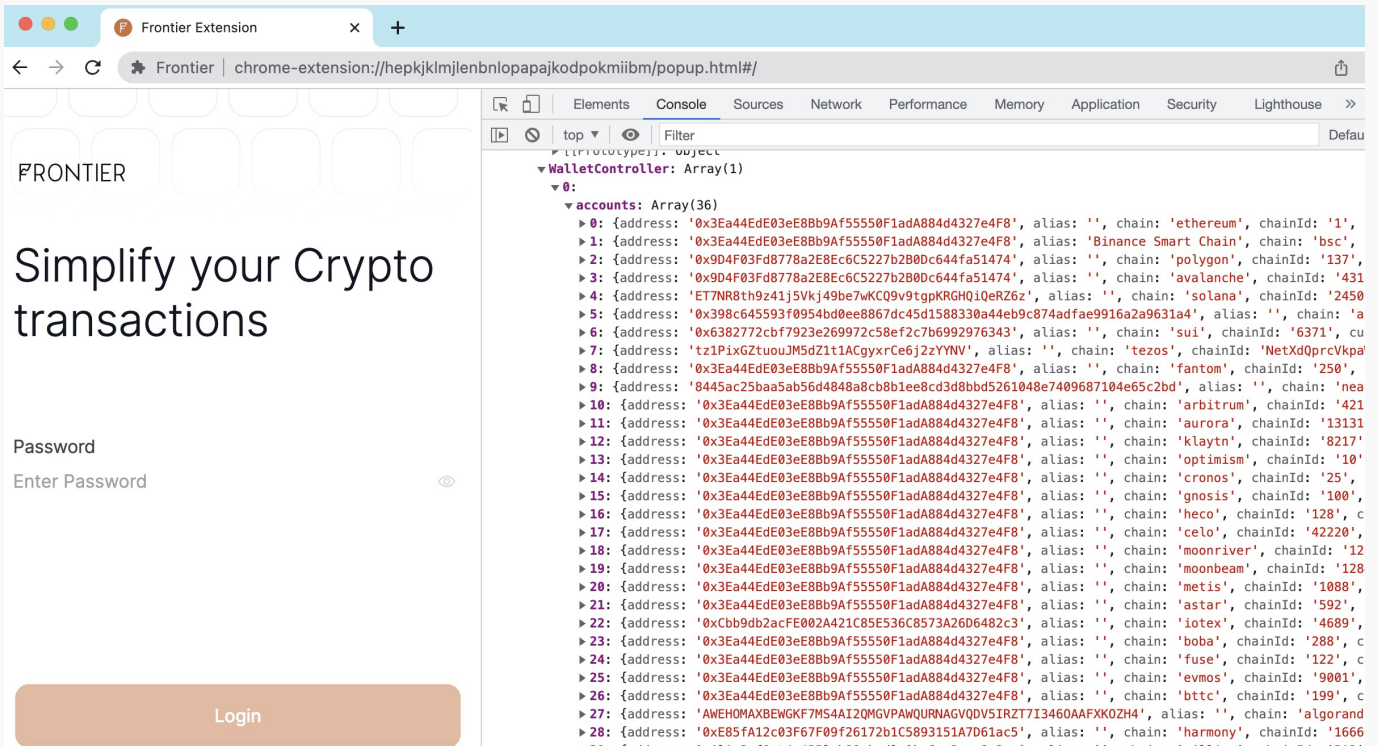 Frontier Extension
Frontier | chrome-extension://hepkjklmjlenbnlopapajkodpokmiibm/popup.html#/
FRONTIER
Simplify your Crypto
transactions
Password
Enter Password
Login
Elements Console Sources Network Performance Memory Application Security Lighthouse »
top ▼ Filter Defau
▶ [[Prototype]]: Object
▼WalletController: Array(1)
▼0:
▼accounts: Array(36)
▶0: {address: '0x3Ea44EdE03eE8Bb9Af55550F1adA884d4327e4F8', alias: '', chain: 'ethereum', chainId: '1',
▶1: {address: '0x3Ea44EdE03eE8Bb9Af55550F1adA884d4327e4F8', alias: 'Binance Smart Chain', chain: 'bsc',
▶2: {address: '0x9D4F03Fd8778a2E8Ec6C5227b2B0Dc644fa51474', alias: '', chain: 'polygon', chainId: '137',
▶3: {address: '0x9D4F03Fd8778a2E8Ec6C5227b2B0Dc644fa51474', alias: '', chain: 'avalanche', chainId: '431
▶4: {address: 'ET7NR8th9z41j5Vkj49be7wKCQ9v9tgpKRGHQiQeRZ6z', alias: '', chain: 'solana', chainId: '2450
▶5: {address: '0x398c645593f0954bd0ee8867dc45d1588330a44eb9c874adfae9916a2a9631a4', alias: '', chain: 'a
▶6: {address: '0x6382772cbf7923e269972c58ef2c7b6992976343', alias: '', chain: 'sui', chainId: '6371', cu
▶7: {address: 'tz1PixGZtuouJM5dZ1t1ACgyxrCe6j2zYYNV', alias: '', chain: 'tezos', chainId: 'NetXdQprcVkpaW
▶8: {address: '0x3Ea44EdE03eE8Bb9Af55550F1adA884d4327e4F8', alias: '', chain: 'fantom', chainId: '250',
▶9: {address: '8445ac25baa5ab56d4848a8cb8b1ee8cd3d8bbd5261048e7409687104e65c2bd', alias: '', chain: 'nea
▶10: {address: '0x3Ea44EdE03eE8Bb9Af55550F1adA884d4327e4F8', alias: '', chain: 'arbitrum', chainId: '421
▶11: {address: '0x3Ea44EdE03eE8Bb9Af55550F1adA884d4327e4F8', alias: '', chain: 'aurora', chainId: '13131
▶12: {address: '0x3Ea44EdE03eE8Bb9Af55550F1adA884d4327e4F8', alias: '', chain: 'klaytn', chainId: '8217'
▶13: {address: '0x3Ea44EdE03eE8Bb9Af55550F1adA884d4327e4F8', alias: '', chain: 'optimism', chainId: '10'
▶14: {address: '0x3Ea44EdE03eE8Bb9Af55550F1adA884d4327e4F8', alias: '', chain: 'cronos', chainId: '25',
▶15: {address: '0x3Ea44EdE03eE8Bb9Af55550F1adA884d4327e4F8', alias: '', chain: 'gnosis', chainId: '100',
▶16: {address: '0x3Ea44EdE03eE8Bb9Af55550F1adA884d4327e4F8', alias: '', chain: 'heco', chainId: '128', c
▶17: {address: '0x3Ea44EdE03eE8Bb9Af55550F1adA884d4327e4F8', alias: '', chain: 'celo', chainId: '42220',
▶18: {address: '0x3Ea44EdE03eE8Bb9Af55550F1adA884d4327e4F8', alias: '', chain: 'moonriver', chainId: '12
▶19: {address: '0x3Ea44EdE03eE8Bb9Af55550F1adA884d4327e4F8', alias: '', chain: 'moonbeam', chainId: '128
▶20: {address: '0x3Ea44EdE03eE8Bb9Af55550F1adA884d4327e4F8', alias: '', chain: 'metis', chainId: '1088',
▶21: {address: '0x3Ea44EdE03eE8Bb9Af55550F1adA884d4327e4F8', alias: '', chain: 'astar', chainId: '592',
▶22: {address: '0xCbb9db2acFE002A421C85E536C8573A26D6482c3', alias: '', chain: 'iotex', chainId: '4689',
▶23: {address: '0x3Ea44EdE03eE8Bb9Af55550F1adA884d4327e4F8', alias: '', chain: 'boba', chainId: '288', c
▶24: {address: '0x3Ea44EdE03eE8Bb9Af55550F1adA884d4327e4F8', alias: '', chain: 'fuse', chainId: '122', c
▶25: {address: '0x3Ea44EdE03eE8Bb9Af55550F1adA884d4327e4F8', alias: '', chain: 'evmos', chainId: '9001',
▶26: {address: '0x3Ea44EdE03eE8Bb9Af55550F1adA884d4327e4F8', alias: '', chain: 'bttc', chainId: '199', c
▶27: {address: 'AWEHOMAXBEWGKF7MS4AI2QMGVPAWQURNAGVQDV5IRZT7I346OAAFXKOZH4', alias: '', chain: 'algorand
▶28: {address: '0xE85fA12c03F67F09f26172b1C5893151A7D61ac5', alias: '', chain: 'harmony', chainId: '1666